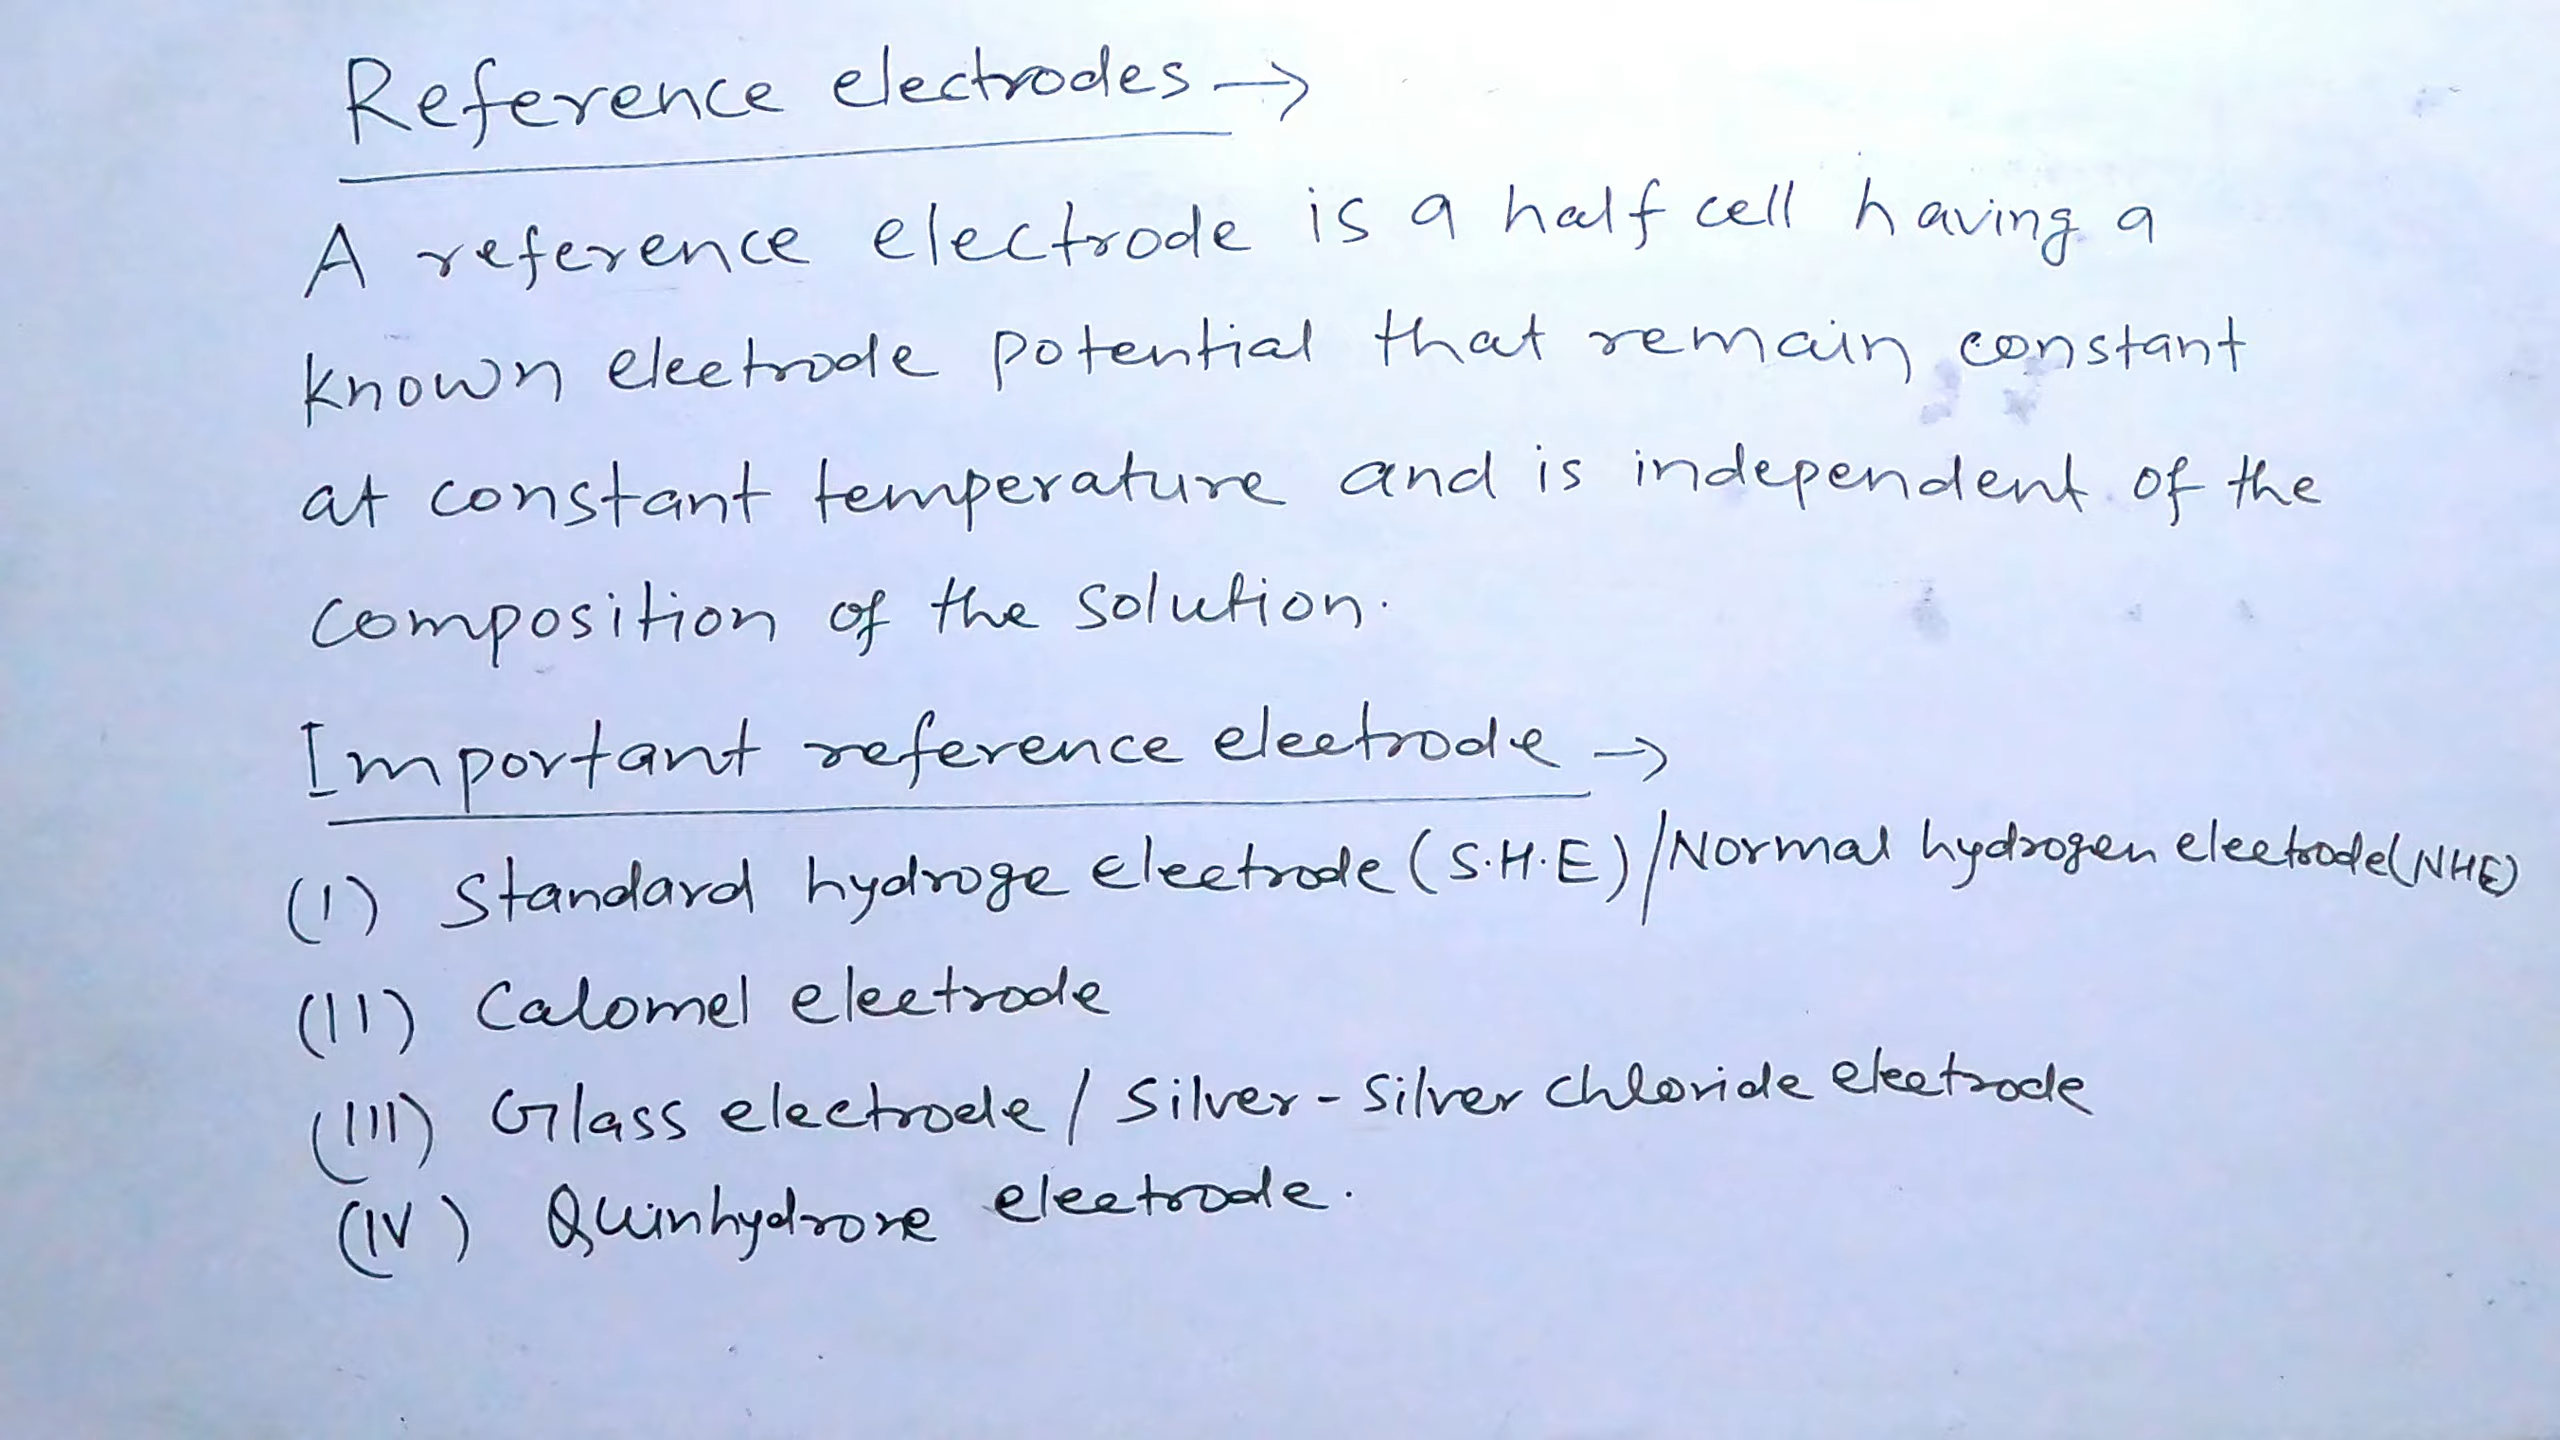 Reference electrodes →
A reference electrode is a half cell having a
known electrode potential that remain constant
at constant temperature and is independent of the
composition of the solution.
Important reference electrode →
(I) Standard hydroge electrode (S.H.E)/Normal hydrogen electrode(NHE)
(II) Calomel electrode
(III) Glass electrode / Silver-Silver chloride electrode
(IV) Quinhydrone electrode.